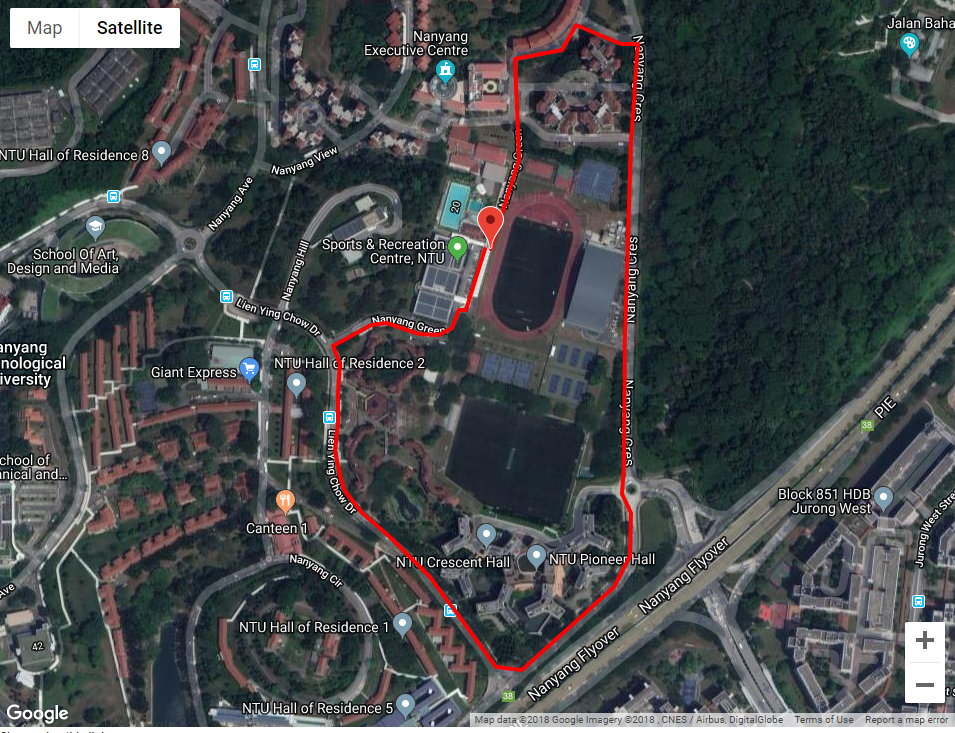 Map
Satellite
Jalan Baha
Nanyang
Executive Centre
Nanyang Cres
NTU Hall of Residence 8
Nanyang View
Nanyang Green
Nanyang Ave
20
School Of Art,
Design and Media
Sports & Recreation
Centre, NTU
Nanyang Hill
Nanyang Cres
Lien Ying Chow Dr
Nanyang Green
anyang
nological
iversity
Giant Express
NTU Hall of Residence 2
Nanyang Cres
PIE
38
Lien Ying Chow Dr
chool of
anical and...
Canteen 1
Block 851 HDB
Jurong West
Jurong West Stre
NTU Crescent Hall
NTU Pioneer Hall
Nanyang Cir
Nanyang Flyover
Ave
NTU Hall of Residence 1
42
Nanyang Flyover
38
NTU Hall of Residence 5
Google
Map data ©2018 Google Imagery ©2018 , CNES / Airbus, DigitalGlobe
Terms of Use
Report a map error